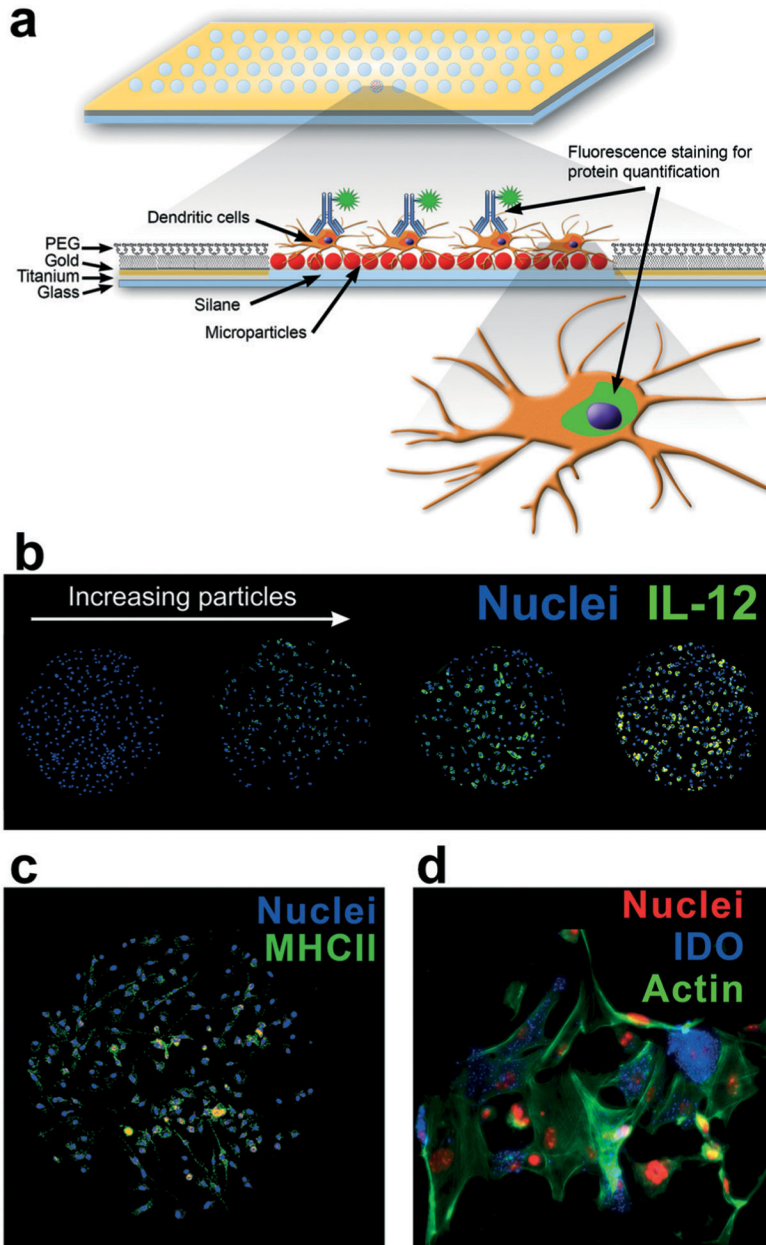 a
Fluorescence staining for
protein quantification
Dendritic cells
PEG
Gold
Titanium
Glass
Silane
Microparticles
b
Increasing particles
Nuclei IL-12
c
Nuclei
MHCII
d
Nuclei
IDO
Actin